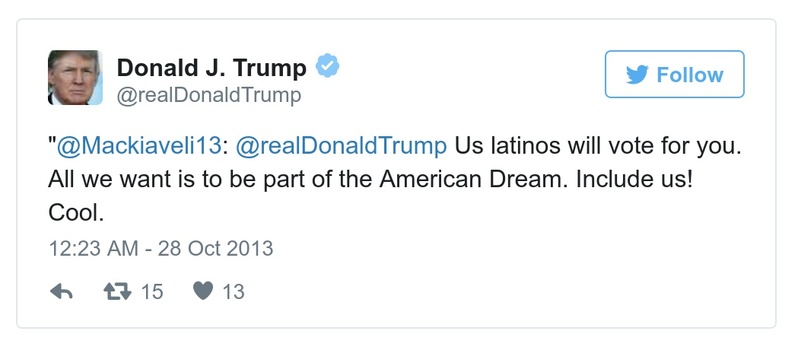 Donald J. Trump
@realDonaldTrump
Follow
"@Mackiaveli13: @realDonaldTrump Us latinos will vote for you.
All we want is to be part of the American Dream. Include us!
Cool.
12:23 AM - 28 Oct 2013
15 13